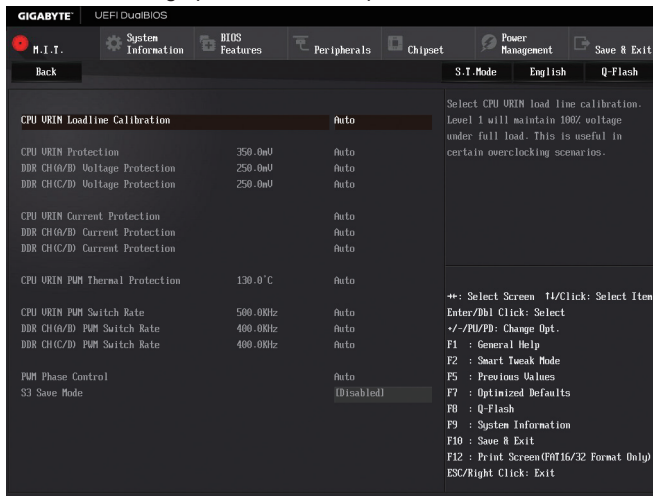 GIGABYTE™ UEFI DualBIOS
M.I.T. System Information BIOS Features Peripherals Chipset Power Management Save & Exit
Back S.T.Mode English Q-Flash
CPU VRIN Loadline Calibration Auto
CPU VRIN Protection 350.0mV Auto
DDR CH(A/B) Voltage Protection 250.0mV Auto
DDR CH(C/D) Voltage Protection 250.0mV Auto
CPU VRIN Current Protection Auto
DDR CH(A/B) Current Protection Auto
DDR CH(C/D) Current Protection Auto
CPU VRIN PWM Thermal Protection 130.0°C Auto
CPU VRIN PWM Switch Rate 500.0KHz Auto
DDR CH(A/B) PWM Switch Rate 400.0KHz Auto
DDR CH(C/D) PWM Switch Rate 400.0KHz Auto
PWM Phase Control Auto
S3 Save Mode [Disabled]
Select CPU VRIN load line calibration.
Level 1 will maintain 100% voltage
under full load. This is useful in
certain overclocking scenarios.
→←: Select Screen ↑↓/Click: Select Item
Enter/Dbl Click: Select
+/-/PU/PD: Change Opt.
F1 : General Help
F2 : Smart Tweak Mode
F5 : Previous Values
F7 : Optimized Defaults
F8 : Q-Flash
F9 : System Information
F10 : Save & Exit
F12 : Print Screen(FAT16/32 Format Only)
ESC/Right Click: Exit